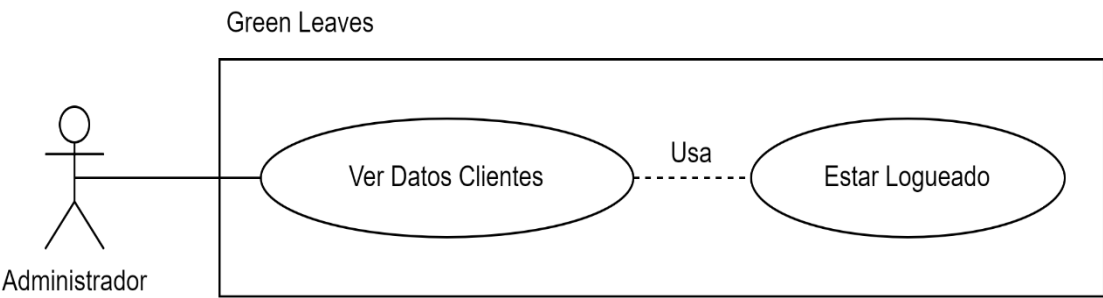 Green Leaves
Ver Datos Clientes
Usa
Estar Logueado
Administrador